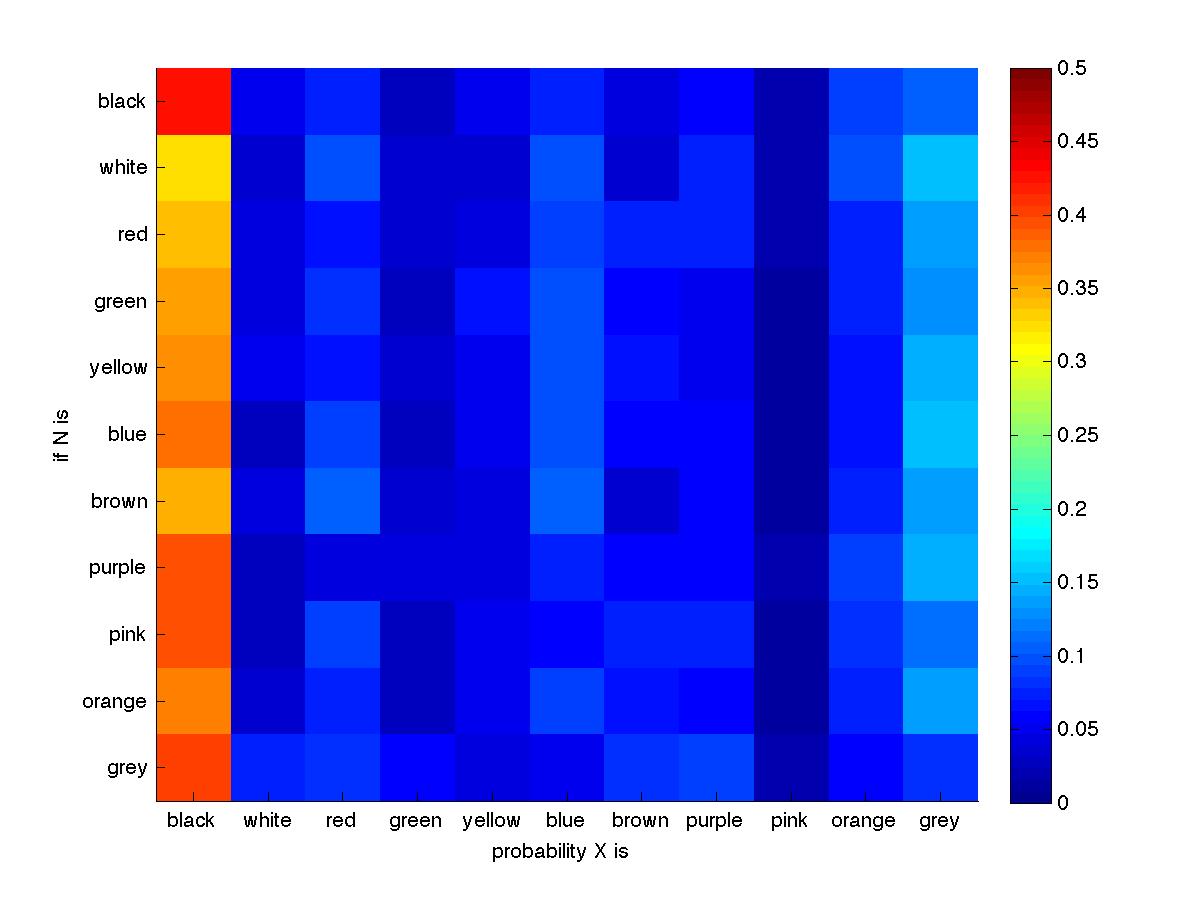 black
white
red
green
yellow
blue
brown
purple
pink
orange
grey
if N is
black white red green yellow blue brown purple pink orange grey
probability X is
0.5
0.45
0.4
0.35
0.3
0.25
0.2
0.15
0.1
0.05
0